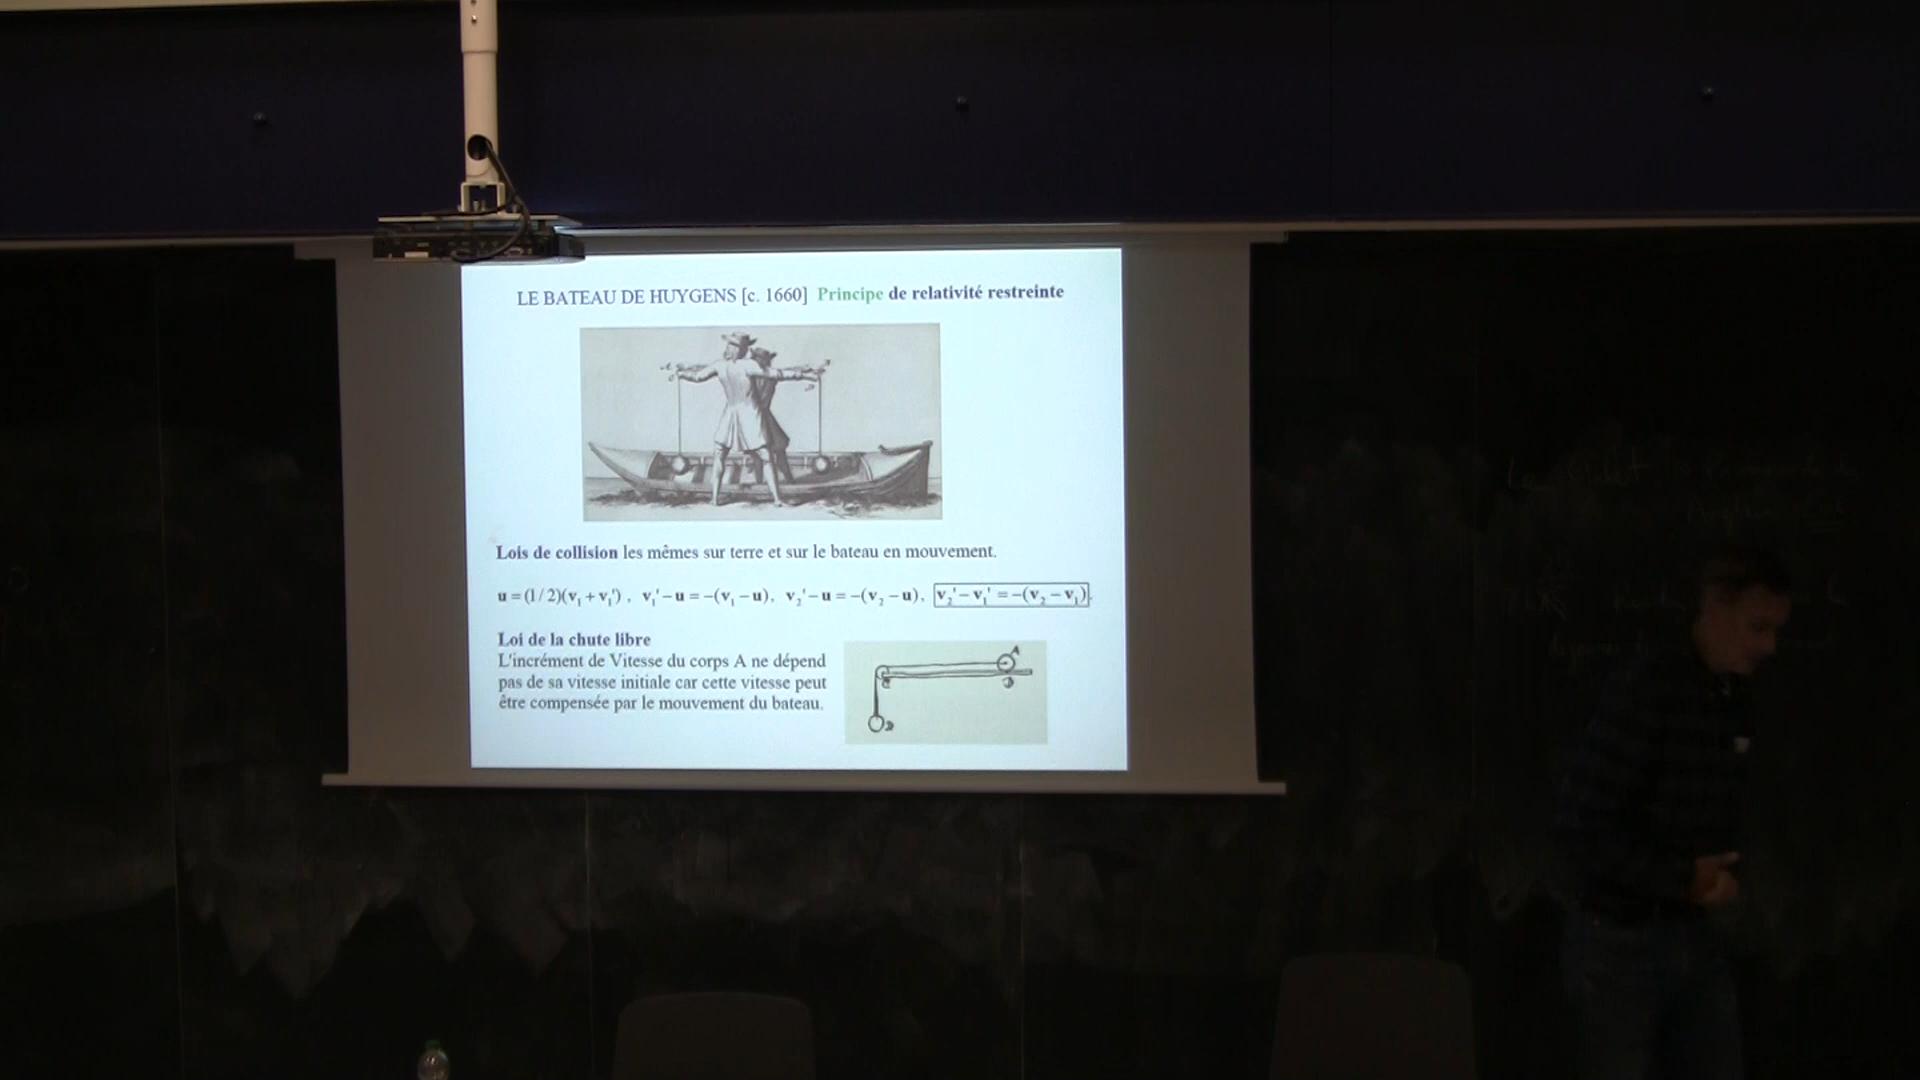 LE BATEAU DE HUYGENS [c. 1660] Principe de relativité restreinte
Lois de collision les mêmes sur terre et sur le bateau en mouvement.
u = (1/2)(v₁ + v₁'), v₁' − u = −(v₁ − u), v₂' − u = −(v₂ − u), v₂' − v₁' = −(v₂ − v₁).
Loi de la chute libre
L'incrément de Vitesse du corps A ne dépend
pas de sa vitesse initiale car cette vitesse peut
être compensée par le mouvement du bateau.
A